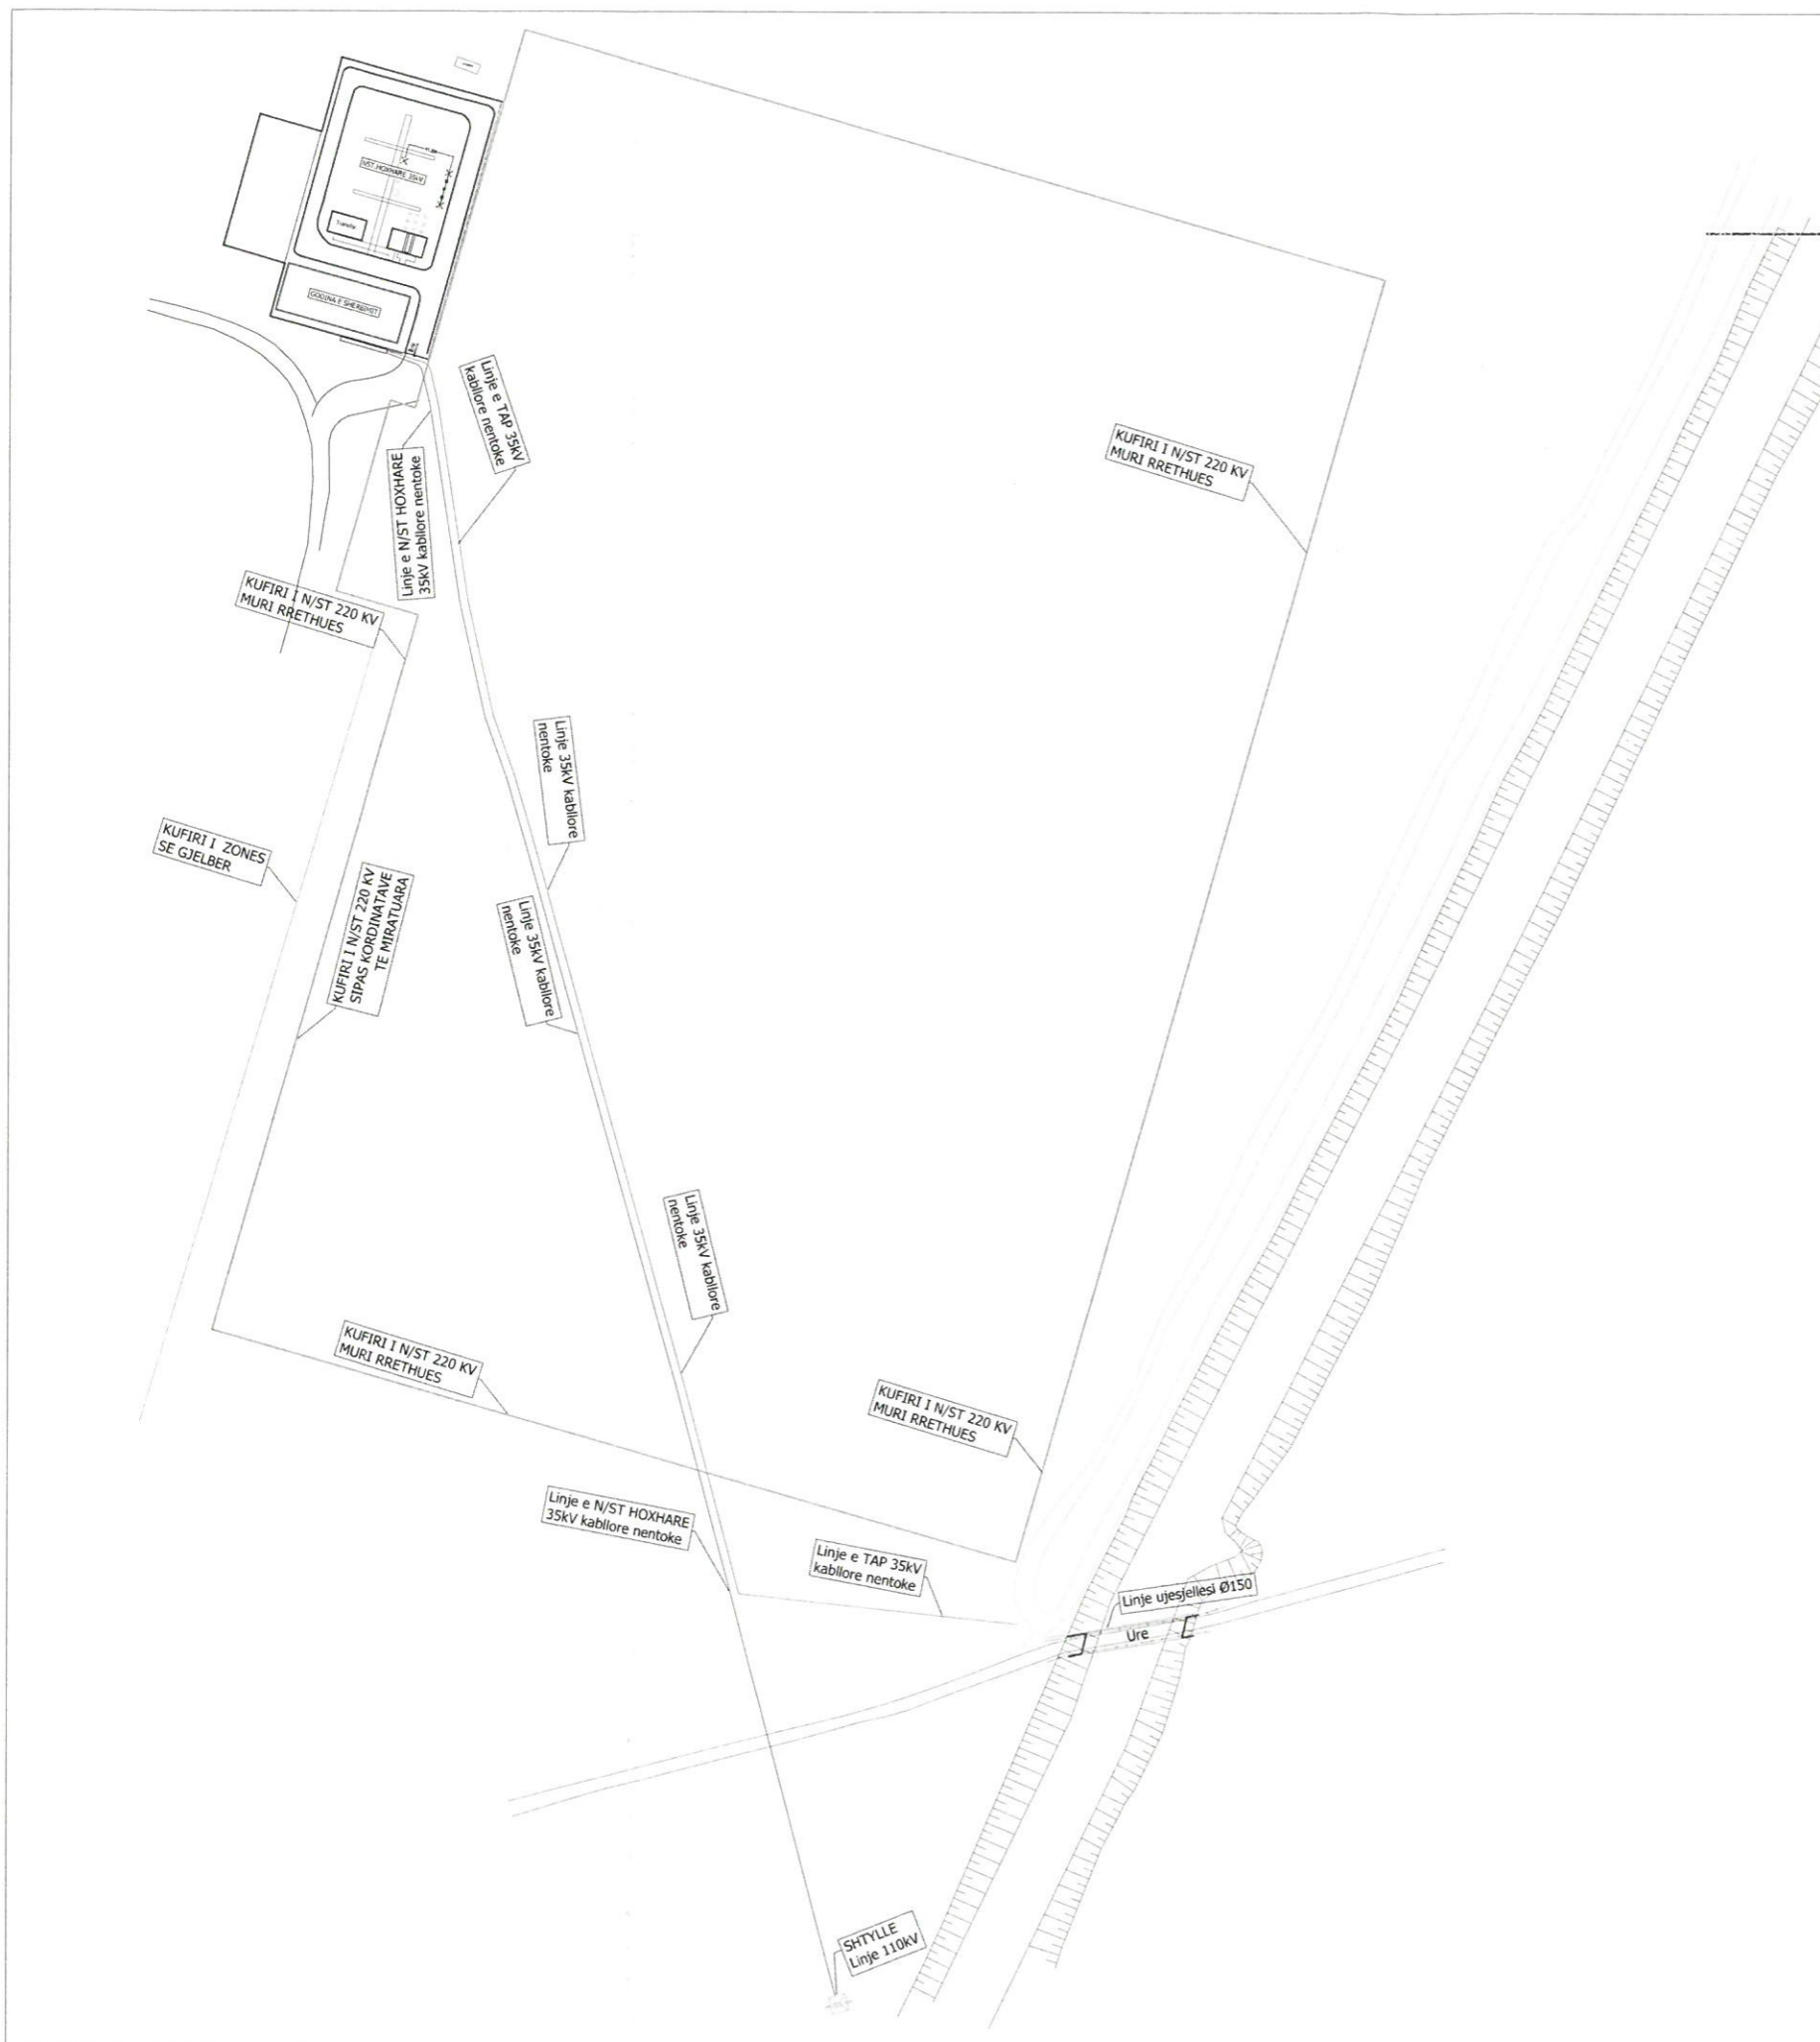 NST HOXHARE 35kV
Transfor
GODINA E SHERBIMIT
Linje e TAP 35kV
kabllore nentoke
Linje e N/ST HOXHARE
35kV kabllore nentoke
KUFIRI I N/ST 220 KV
MURI RRETHUES
KUFIRI I N/ST 220 KV
MURI RRETHUES
Linje 35kV kabllore
nentoke
KUFIRI I ZONES
SE GJELBER
KUFIRI I N/ST 220 KV
SIPAS KORDINATAVE
TE MIRATUARA
Linje 35kV kabllore
nentoke
Linje 35kV kabllore
nentoke
KUFIRI I N/ST 220 KV
MURI RRETHUES
KUFIRI I N/ST 220 KV
MURI RRETHUES
Linje e N/ST HOXHARE
35kV kabllore nentoke
Linje e TAP 35kV
kabllore nentoke
Linje ujesjellesi Ø150
Ure
SHTYLLE
Linje 110kV